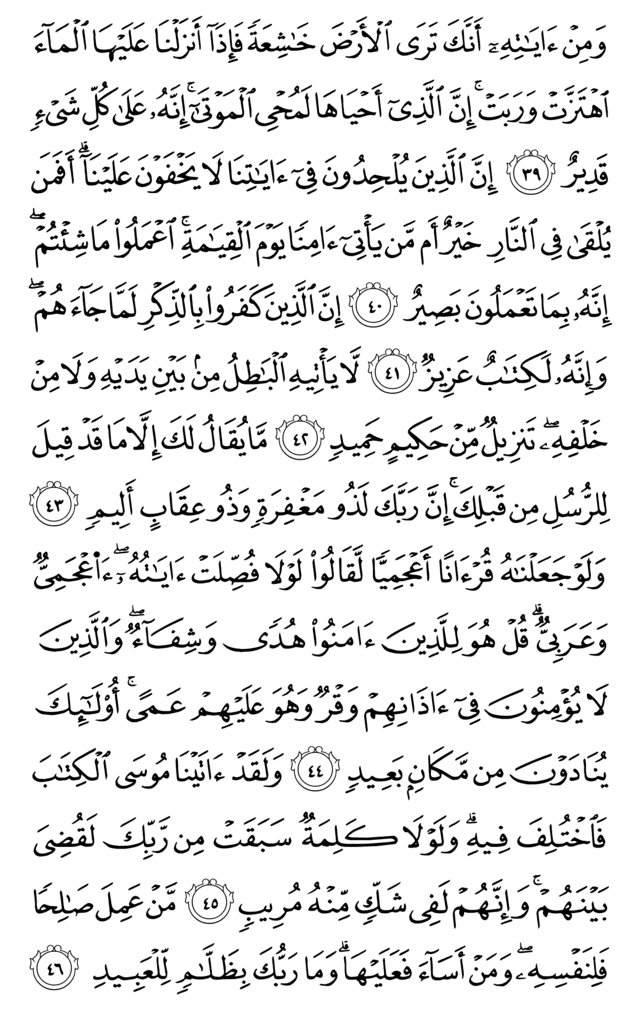 وَمِنْ ءَايَٰتِهِۦٓ أَنَّكَ تَرَى ٱلْأَرْضَ خَٰشِعَةً فَإِذَآ أَنزَلْنَا عَلَيْهَا ٱلْمَآءَ
ٱهْتَزَّتْ وَرَبَتْ ۚ إِنَّ ٱلَّذِىٓ أَحْيَاهَا لَمُحْىِ ٱلْمَوْتَىٰٓ ۚ إِنَّهُۥ عَلَىٰ كُلِّ شَىْءٍ
قَدِيرٌ ٣٩ إِنَّ ٱلَّذِينَ يُلْحِدُونَ فِىٓ ءَايَٰتِنَا لَا يَخْفَوْنَ عَلَيْنَآ ۗ أَفَمَن
يُلْقَىٰ فِى ٱلنَّارِ خَيْرٌ أَم مَّن يَأْتِىٓ ءَامِنًا يَوْمَ ٱلْقِيَٰمَةِ ۚ ٱعْمَلُوا۟ مَا شِئْتُمْ ۖ
إِنَّهُۥ بِمَا تَعْمَلُونَ بَصِيرٌ ٤٠ إِنَّ ٱلَّذِينَ كَفَرُوا۟ بِٱلذِّكْرِ لَمَّا جَآءَهُمْ ۖ
وَإِنَّهُۥ لَكِتَٰبٌ عَزِيزٌ ٤١ لَّا يَأْتِيهِ ٱلْبَٰطِلُ مِنۢ بَيْنِ يَدَيْهِ وَلَا مِنْ
خَلْفِهِۦ ۖ تَنزِيلٌ مِّنْ حَكِيمٍ حَمِيدٍ ٤٢ مَّا يُقَالُ لَكَ إِلَّا مَا قَدْ قِيلَ
لِلرُّسُلِ مِن قَبْلِكَ ۚ إِنَّ رَبَّكَ لَذُو مَغْفِرَةٍ وَذُو عِقَابٍ أَلِيمٍ ٤٣
وَلَوْ جَعَلْنَٰهُ قُرْءَانًا أَعْجَمِيًّا لَّقَالُوا۟ لَوْلَا فُصِّلَتْ ءَايَٰتُهُۥٓ ۖ ءَا۬عْجَمِىٌّ
وَعَرَبِىٌّ ۗ قُلْ هُوَ لِلَّذِينَ ءَامَنُوا۟ هُدًى وَشِفَآءٌ ۖ وَٱلَّذِينَ
لَا يُؤْمِنُونَ فِىٓ ءَاذَانِهِمْ وَقْرٌ وَهُوَ عَلَيْهِمْ عَمًى ۚ أُو۟لَٰٓئِكَ
يُنَادَوْنَ مِن مَّكَانٍۭ بَعِيدٍ ٤٤ وَلَقَدْ ءَاتَيْنَا مُوسَى ٱلْكِتَٰبَ
فَٱخْتُلِفَ فِيهِ ۗ وَلَوْلَا كَلِمَةٌ سَبَقَتْ مِن رَّبِّكَ لَقُضِىَ
بَيْنَهُمْ ۚ وَإِنَّهُمْ لَفِى شَكٍّ مِّنْهُ مُرِيبٍ ٤٥ مَّنْ عَمِلَ صَٰلِحًا
فَلِنَفْسِهِۦ ۖ وَمَنْ أَسَآءَ فَعَلَيْهَا ۗ وَمَا رَبُّكَ بِظَلَّٰمٍ لِّلْعَبِيدِ ٤٦